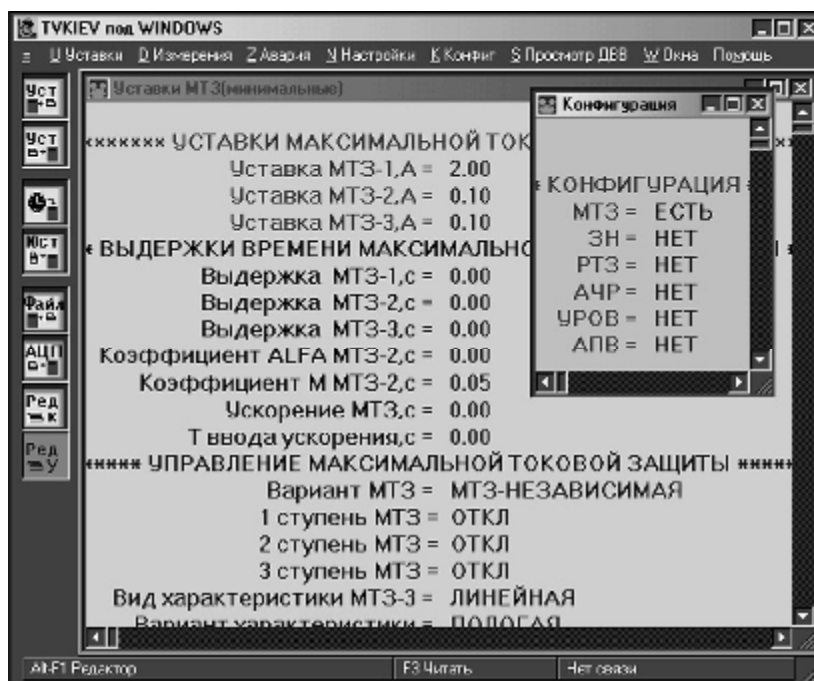 TVKIEV под WINDOWS
≡ U Уставки D Измерения Z Авария N Настройки K Конфиг S Просмотр ДВВ W Окна Помощь
Уст
Уст
Юст
Файл
АЦП
Ред
к
Ред
У
Уставки МТЗ(минимальные)
******* УСТАВКИ МАКСИМАЛЬНОЙ ТОК
Уставка МТЗ-1,А = 2.00
Уставка МТЗ-2,А = 0.10
Уставка МТЗ-3,А = 0.10
* ВЫДЕРЖКИ ВРЕМЕНИ МАКСИМАЛЬНО
Выдержка МТЗ-1,с = 0.00
Выдержка МТЗ-2,с = 0.00
Выдержка МТЗ-3,с = 0.00
Коэффициент ALFA МТЗ-2,с = 0.00
Коэффициент М МТЗ-2,с = 0.05
Ускорение МТЗ,с = 0.00
Т ввода ускорения,с = 0.00
***** УПРАВЛЕНИЕ МАКСИМАЛЬНОЙ ТОКОВОЙ ЗАЩИТЫ *****
Вариант МТЗ = МТЗ-НЕЗАВИСИМАЯ
1 ступень МТЗ = ОТКЛ
2 ступень МТЗ = ОТКЛ
3 ступень МТЗ = ОТКЛ
Вид характеристики МТЗ-3 = ЛИНЕЙНАЯ
Вариант характеристики = ПОЛОГАЯ
Конфигурация
* КОНФИГУРАЦИЯ *
МТЗ = ЕСТЬ
ЗН = НЕТ
РТЗ = НЕТ
АЧР = НЕТ
УРОВ = НЕТ
АПВ = НЕТ
Alt-F1 Редактор F3 Читать Нет связи